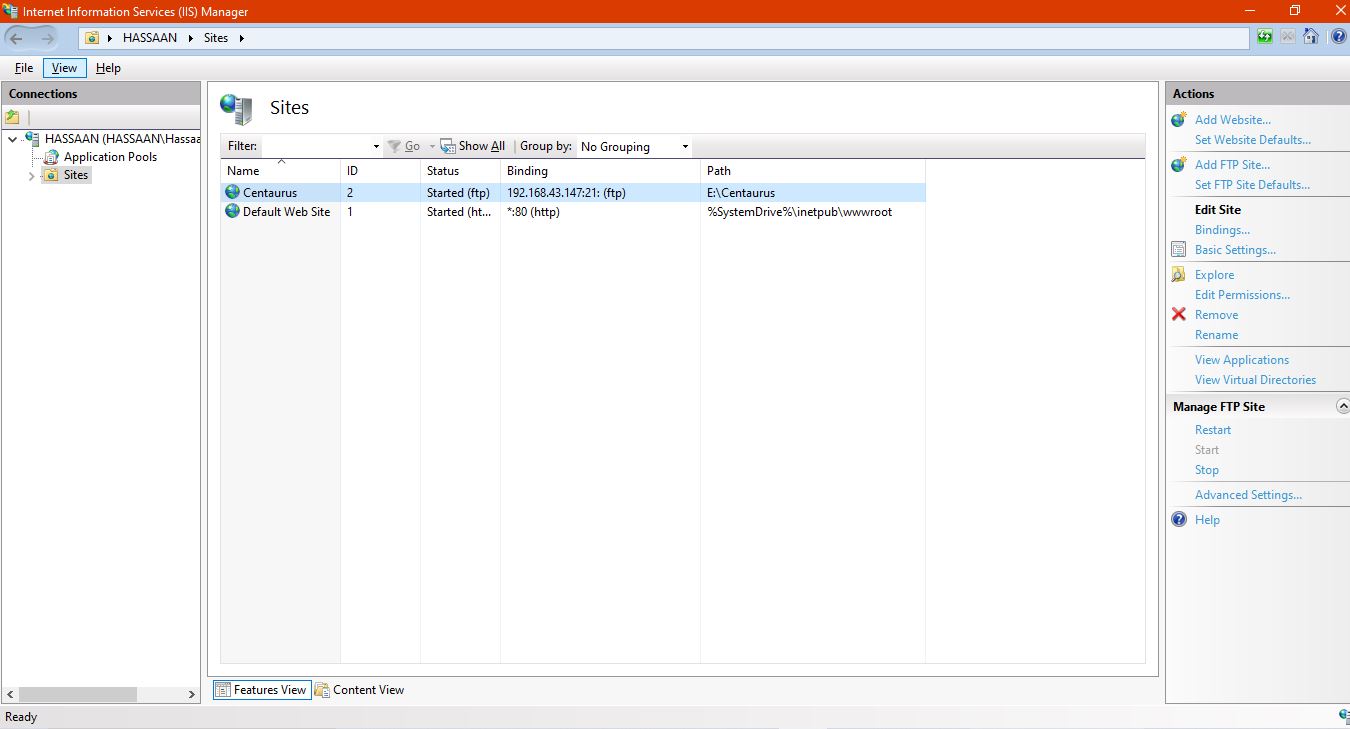 Internet Information Services (IIS) Manager
HASSAAN Sites
File View Help
Connections
HASSAAN (HASSAAN\Hassaa
Application Pools
Sites
Sites
Filter: Go Show All Group by: No Grouping
Name ID Status Binding Path
Centaurus 2 Started (ftp) 192.168.43.147:21: (ftp) E:\Centaurus
Default Web Site 1 Started (ht... *:80 (http) %SystemDrive%\inetpub\wwwroot
Features View Content View
Actions
Add Website...
Set Website Defaults...
Add FTP Site...
Set FTP Site Defaults...
Edit Site
Bindings...
Basic Settings...
Explore
Edit Permissions...
Remove
Rename
View Applications
View Virtual Directories
Manage FTP Site
Restart
Start
Stop
Advanced Settings...
Help
Ready